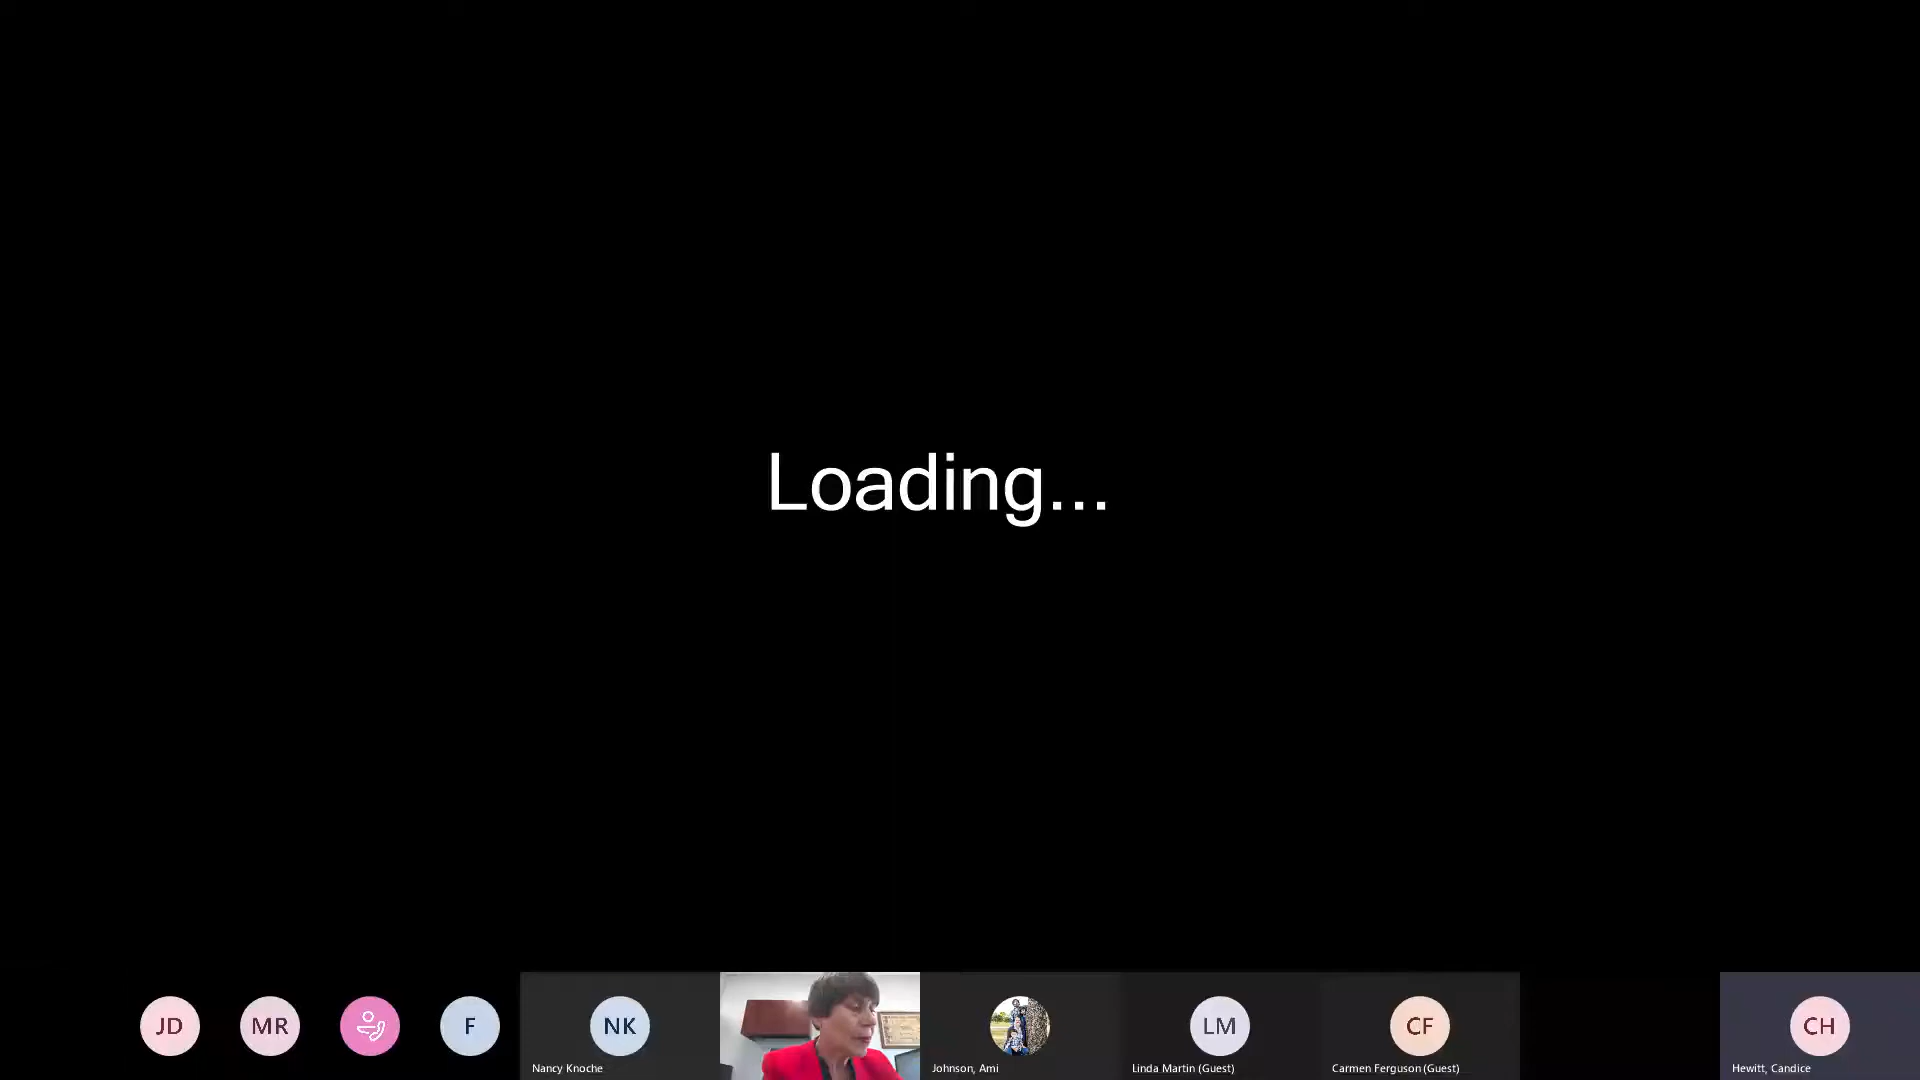 Loading...
JD
MR
F
NK
LM
CF
CH
Nancy Knoche
Johnson, Ami
Linda Martin (Guest)
Carmen Ferguson (Guest)
Hewitt, Candice